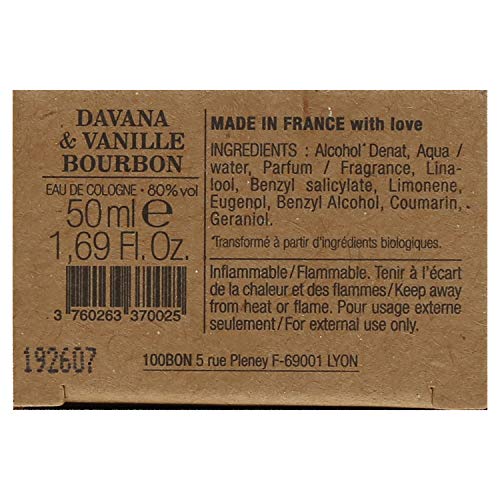 DAVANA
& VANILLE
BOURBON
EAU DE COLOGNE • 80% vol
50 ml e
1,69 Fl. Oz.
3 760263 370025
192607
MADE IN FRANCE with love
INGREDIENTS : Alcohol* Denat, Aqua /
water, Parfum / Fragrance, Lina-
lool, Benzyl salicylate, Limonene,
Eugenol, Benzyl Alcohol, Coumarin,
Geraniol.
*Transformé à partir d'ingrédients biologiques.
Inflammable/Flammable. Tenir à l'écart
de la chaleur et des flammes/Keep away
from heat or flame. Pour usage externe
seulement/For external use only.
100BON 5 rue Pleney F-69001 LYON